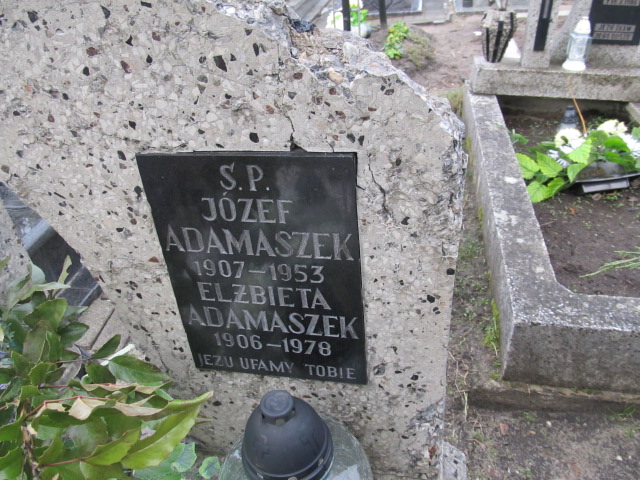 Ś.P.
JÓZEF
ADAMASZEK
1907-1953
ELŻBIETA
ADAMASZEK
1906-1978
JEZU UFAMY TOBIE